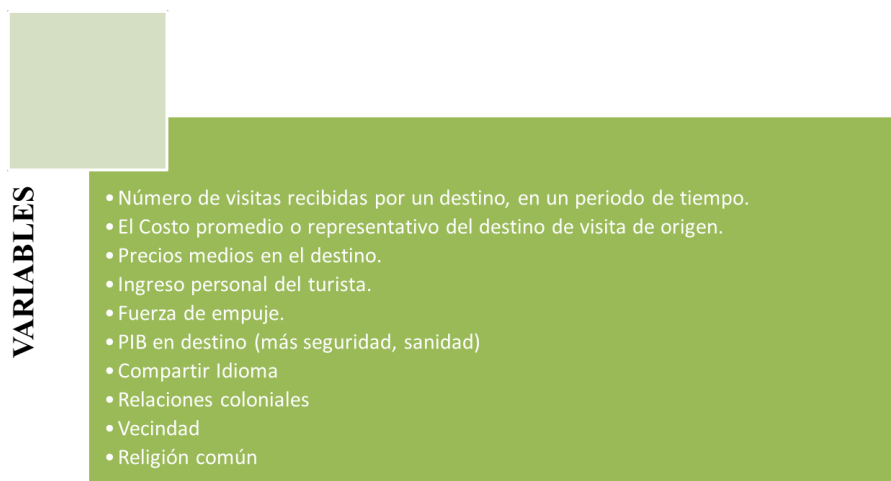 VARIABLES
• Número de visitas recibidas por un destino, en un periodo de tiempo.
• El Costo promedio o representativo del destino de visita de origen.
• Precios medios en el destino.
• Ingreso personal del turista.
• Fuerza de empuje.
• PIB en destino (más seguridad, sanidad)
• Compartir Idioma
• Relaciones coloniales
• Vecindad
• Religión común